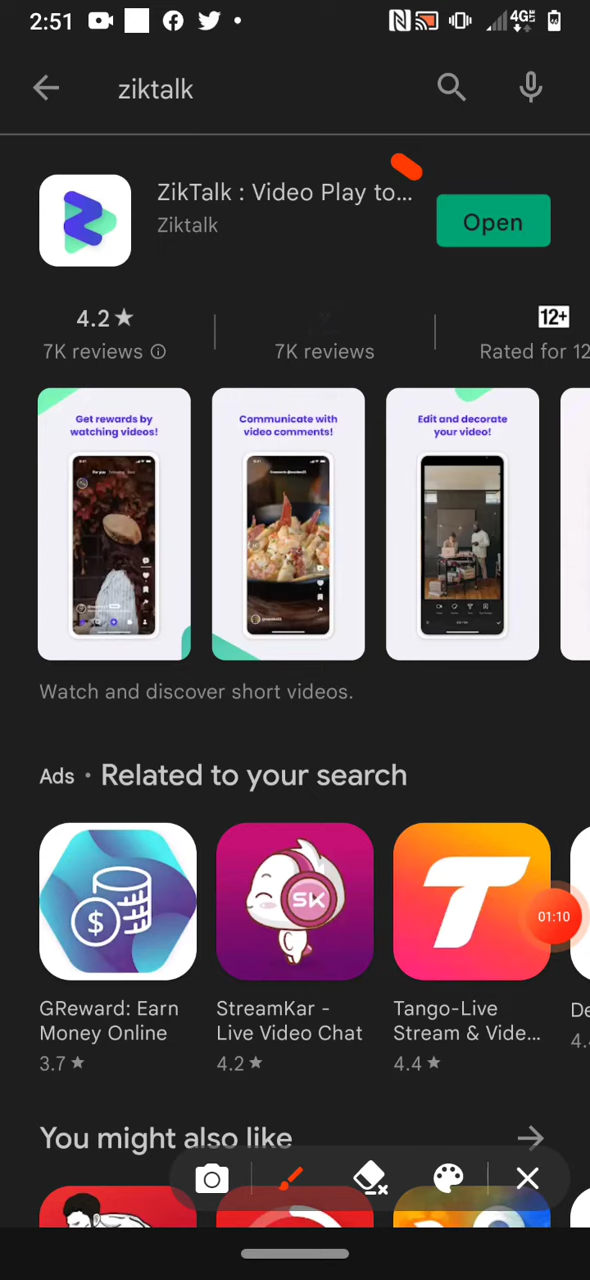 2:51
4GE
ziktalk
ZikTalk : Video Play to...
Ziktalk
Open
4.2★
7K reviews
7K reviews
12+
Rated for 12
Get rewards by
watching videos!
Communicate with
video comments!
Edit and decorate
your video!
Watch and discover short videos.
Ads • Related to your search
SK
T
$
01:10
GReward: Earn
Money Online
3.7 ★
StreamKar -
Live Video Chat
4.2 ★
Tango-Live
Stream & Vide...
4.4 ★
De
4.
You might also like